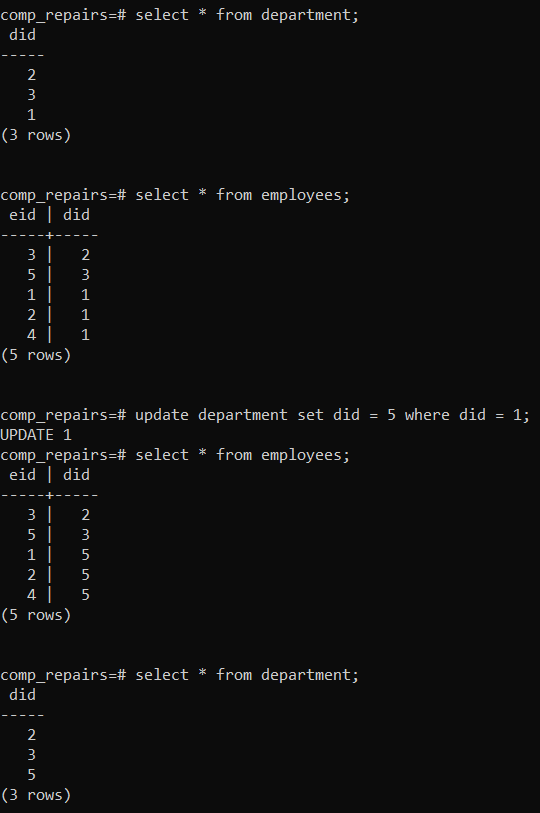 comp_repairs=# select * from department;
 did
-----
   2
   3
   1
(3 rows)
comp_repairs=# select * from employees;
 eid | did
-----+-----
   3 |   2
   5 |   3
   1 |   1
   2 |   1
   4 |   1
(5 rows)
comp_repairs=# update department set did = 5 where did = 1;
UPDATE 1
comp_repairs=# select * from employees;
 eid | did
-----+-----
   3 |   2
   5 |   3
   1 |   5
   2 |   5
   4 |   5
(5 rows)
comp_repairs=# select * from department;
 did
-----
   2
   3
   5
(3 rows)